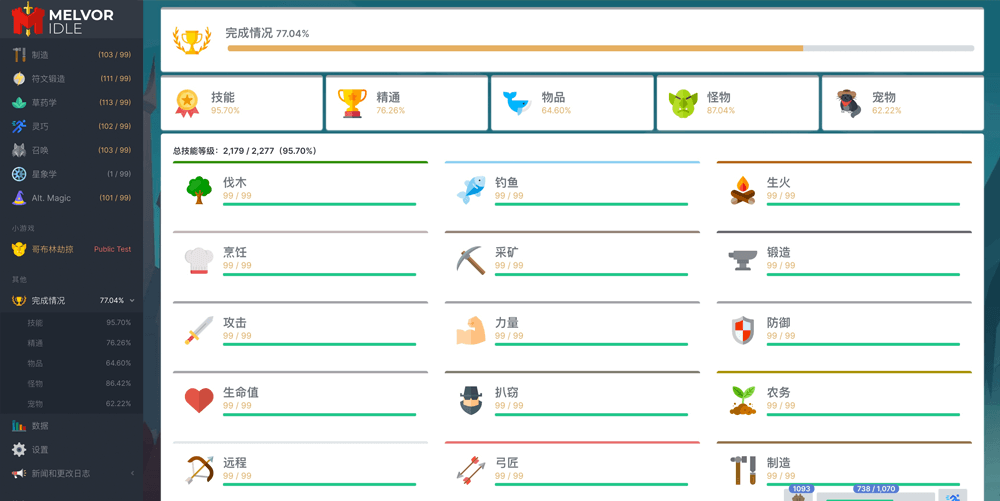 MELVOR
IDLE
制造 (103 / 99)
符文锻造 (111 / 99)
草药学 (113 / 99)
灵巧 (102 / 99)
召唤 (103 / 99)
星象学 (1 / 99)
Alt. Magic (101 / 99)
小游戏
哥布林劫掠 Public Test
其他
完成情况 77.04%
技能 95.70%
精通 76.26%
物品 64.60%
怪物 86.42%
宠物 62.22%
数据
设置
新闻和更改日志
完成情况 77.04%
技能
95.70%
精通
76.26%
物品
64.60%
怪物
87.04%
宠物
62.22%
总技能等级: 2,179 / 2,277 (95.70%)
伐木
99 / 99
钓鱼
99 / 99
生火
99 / 99
烹饪
99 / 99
采矿
99 / 99
锻造
99 / 99
攻击
99 / 99
力量
99 / 99
防御
99 / 99
生命值
99 / 99
扒窃
99 / 99
农务
99 / 99
远程
99 / 99
弓匠
99 / 99
制造
99 / 99
1093
738 / 1,070